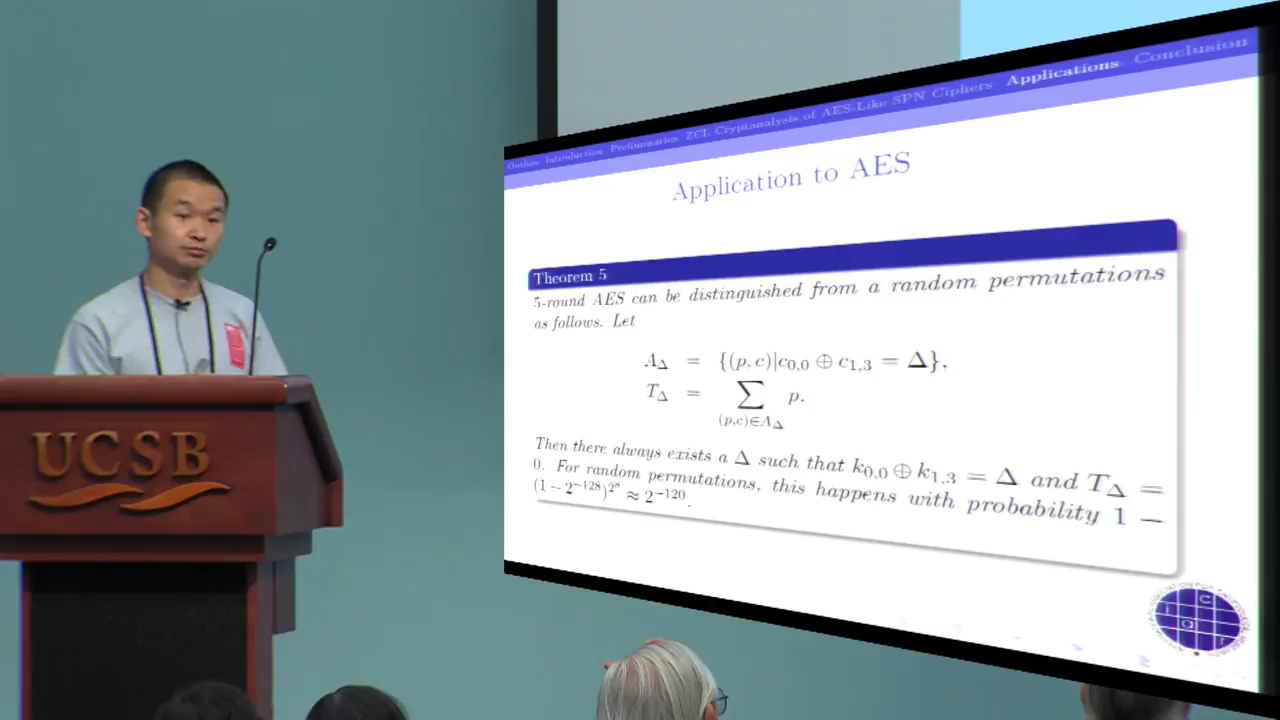 Outline Introduction Preliminaries ZCL Cryptanalysis of AES-Like SPN Ciphers Applications Conclusion
Application to AES
Theorem 5
5-round AES can be distinguished from a random permutations
as follows. Let
A_Δ = {(p, c)|c_{0,0} ⊕ c_{1,3} = Δ},
T_Δ = ∑_{(p,c)∈A_Δ} p.
Then there always exists a Δ such that k_{0,0} ⊕ k_{1,3} = Δ and T_Δ =
0. For random permutations, this happens with probability 1 −
(1 − 2^{−128})^{2^8} ≈ 2^{−120}.
UCSB